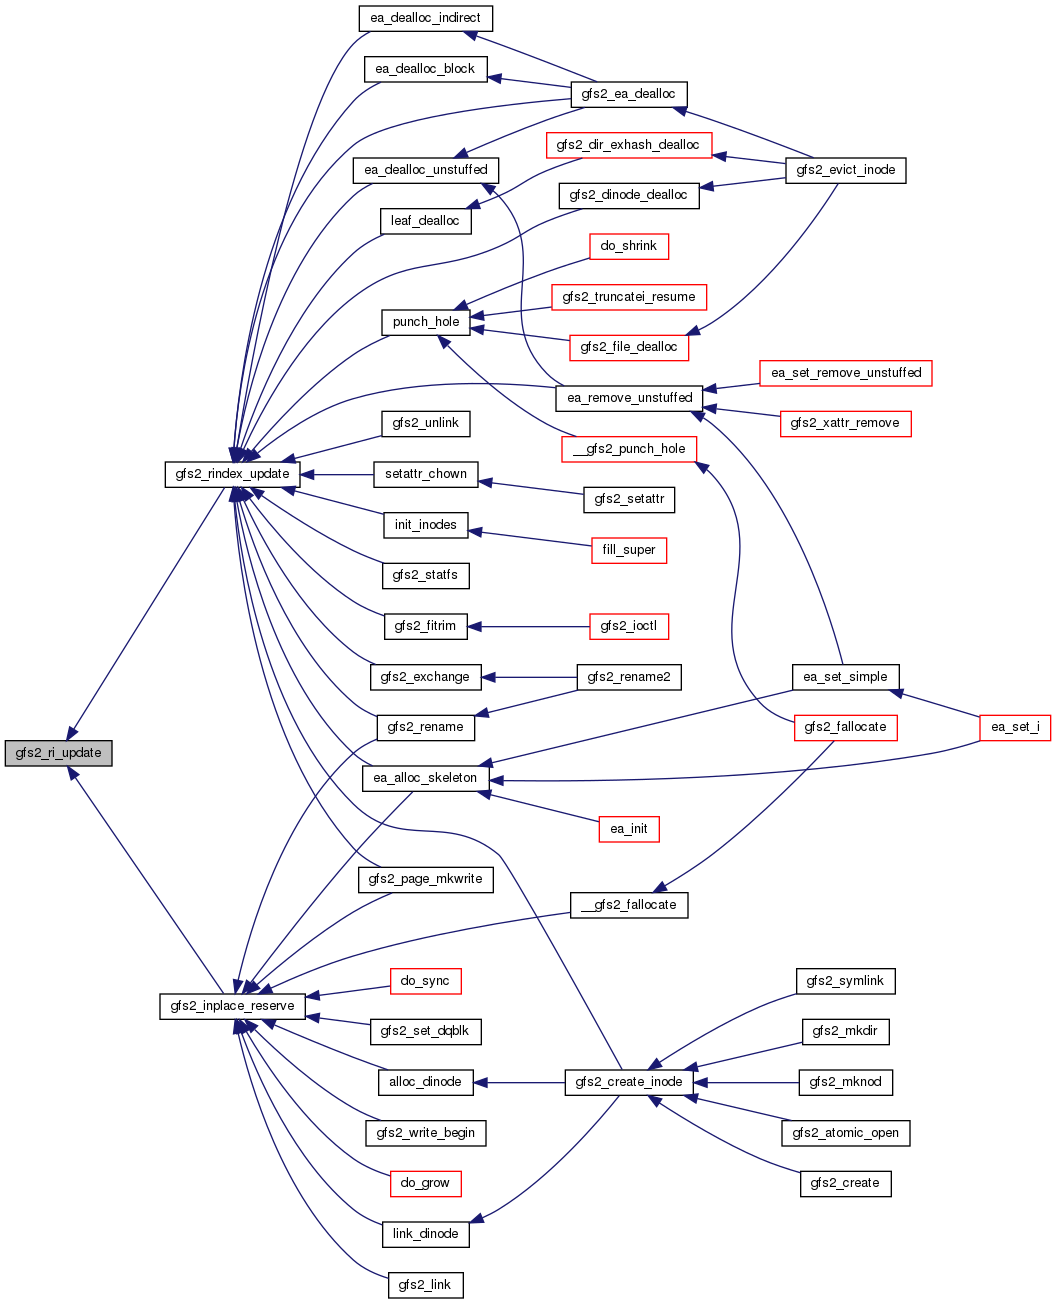 ea_dealloc_indirect
ea_dealloc_block
gfs2_ea_dealloc
gfs2_dir_exhash_dealloc
ea_dealloc_unstuffed
gfs2_evict_inode
gfs2_dinode_dealloc
leaf_dealloc
do_shrink
gfs2_truncatei_resume
punch_hole
gfs2_file_dealloc
ea_set_remove_unstuffed
ea_remove_unstuffed
gfs2_unlink
gfs2_xattr_remove
__gfs2_punch_hole
gfs2_rindex_update
setattr_chown
gfs2_setattr
init_inodes
fill_super
gfs2_statfs
gfs2_fitrim
gfs2_ioctl
gfs2_exchange
gfs2_rename2
ea_set_simple
gfs2_rename
gfs2_fallocate
ea_set_i
gfs2_ri_update
ea_alloc_skeleton
ea_init
gfs2_page_mkwrite
__gfs2_fallocate
do_sync
gfs2_symlink
gfs2_inplace_reserve
gfs2_set_dqblk
gfs2_mkdir
alloc_dinode
gfs2_create_inode
gfs2_mknod
gfs2_write_begin
gfs2_atomic_open
do_grow
gfs2_create
link_dinode
gfs2_link